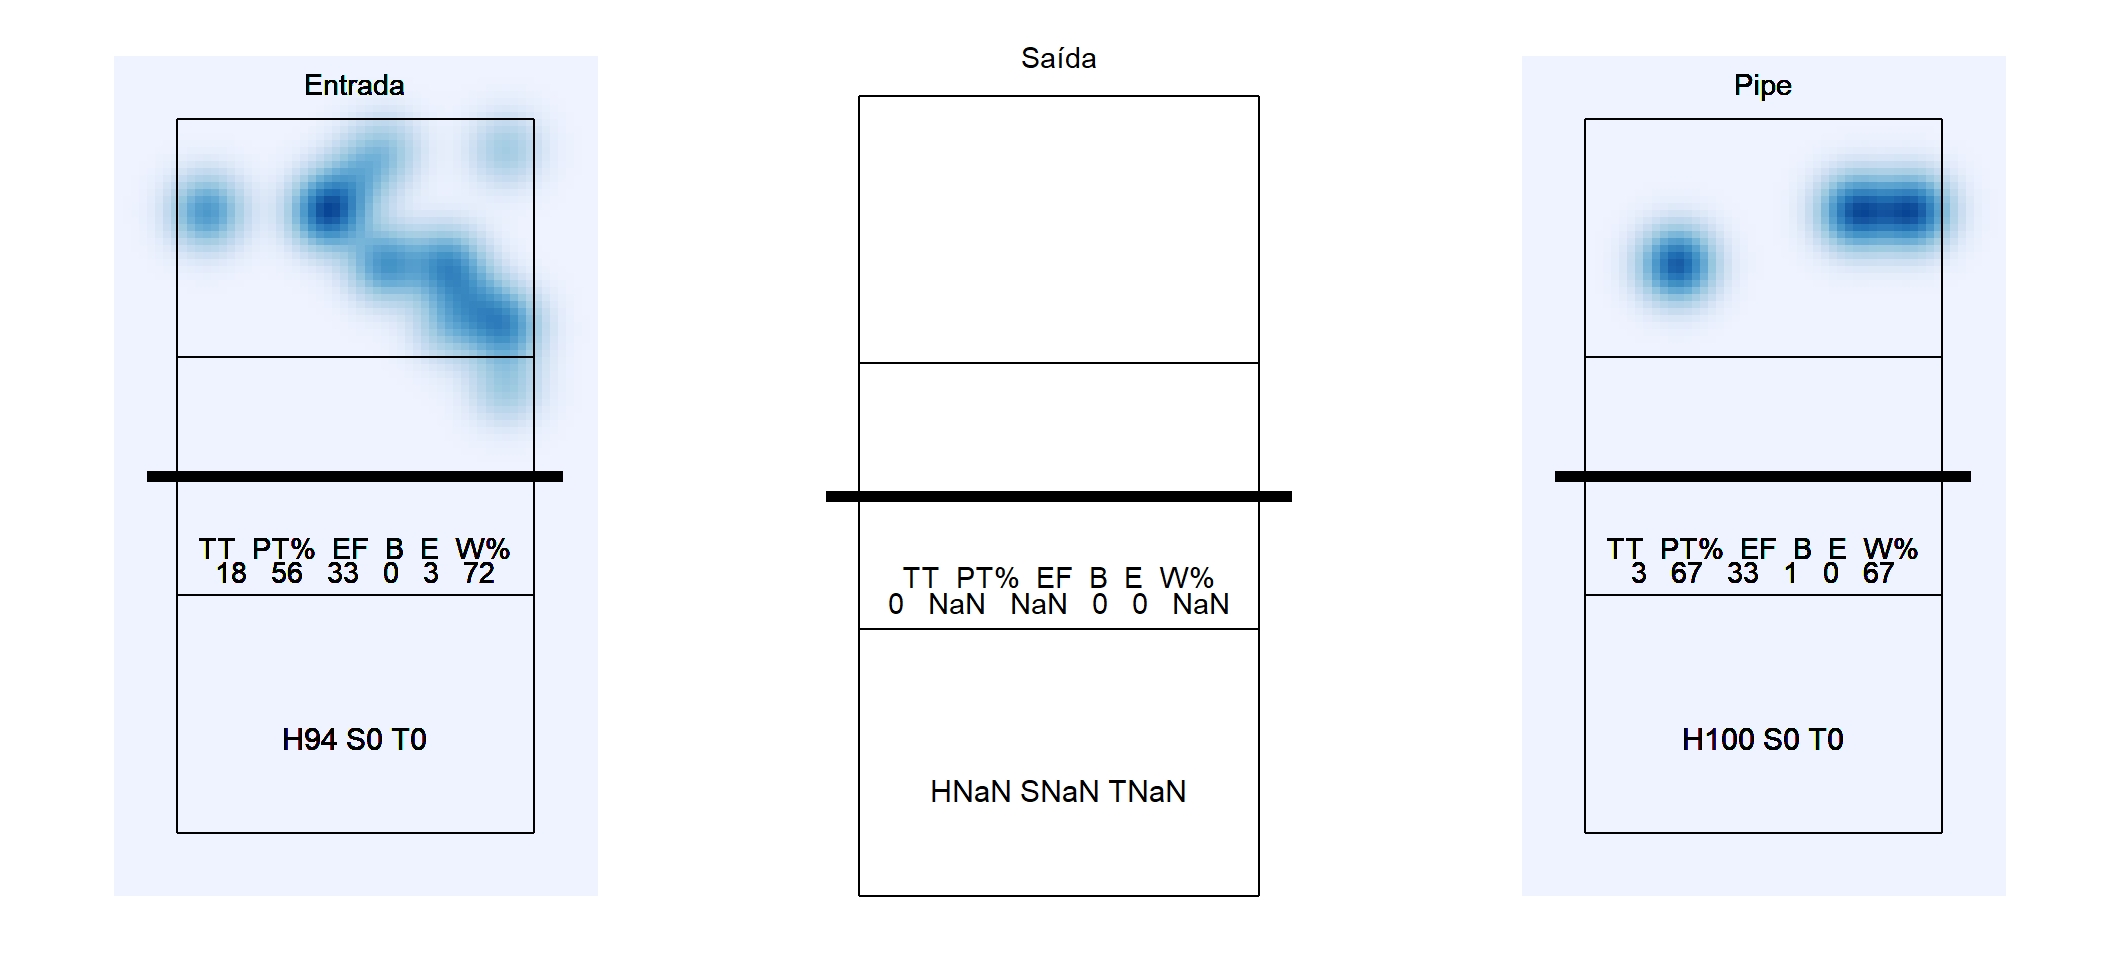 Entrada
TT PT% EF B E W%
18 56 33 0 3 72
H94 S0 T0
Saída
TT PT% EF B E W%
0 NaN NaN 0 0 NaN
HNaN SNaN TNaN
Pipe
TT PT% EF B E W%
3 67 33 1 0 67
H100 S0 T0